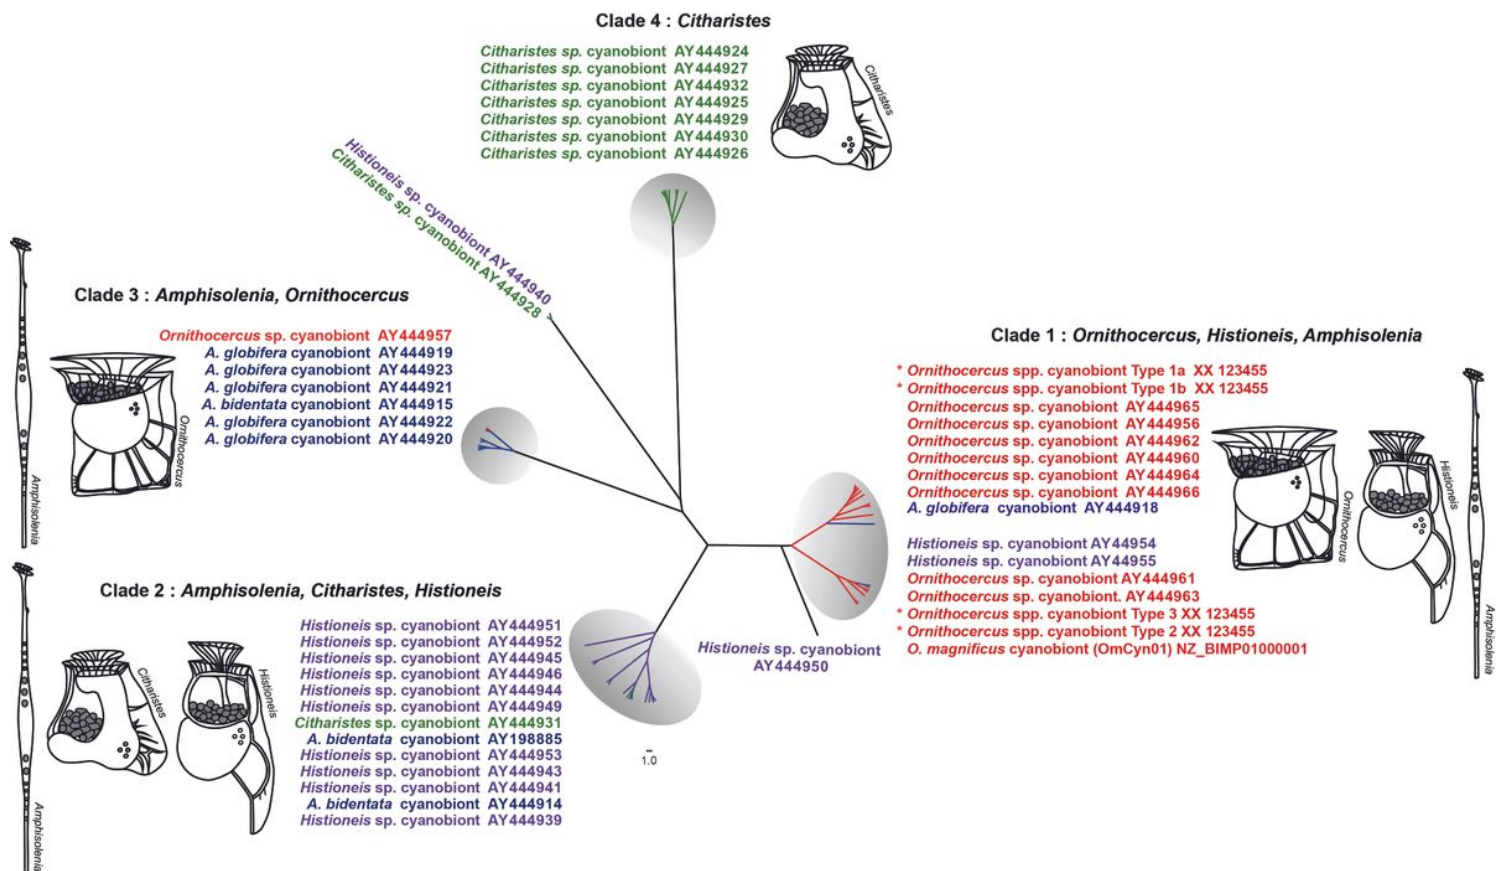 Clade 4 : Citharistes
Citharistes sp. cyanobiont AY444924
Citharistes sp. cyanobiont AY444927
Citharistes sp. cyanobiont AY444932
Citharistes sp. cyanobiont AY444925
Citharistes sp. cyanobiont AY444929
Citharistes sp. cyanobiont AY444930
Citharistes sp. cyanobiont AY444926
Citharistes
Histioneis sp. cyanobiont AY444940
Citharistes sp. cyanobiont AY444928
Clade 3 : Amphisolenia, Ornithocercus
Ornithocercus sp. cyanobiont AY444957
A. globifera cyanobiont AY444919
A. globifera cyanobiont AY444923
A. globifera cyanobiont AY444921
A. bidentata cyanobiont AY444915
A. globifera cyanobiont AY444922
A. globifera cyanobiont AY444920
Amphisolenia
Ornithocercus
Clade 1 : Ornithocercus, Histioneis, Amphisolenia
* Ornithocercus spp. cyanobiont Type 1a XX 123455
* Ornithocercus spp. cyanobiont Type 1b XX 123455
Ornithocercus sp. cyanobiont AY444965
Ornithocercus sp. cyanobiont AY444956
Ornithocercus sp. cyanobiont AY444962
Ornithocercus sp. cyanobiont AY444960
Ornithocercus sp. cyanobiont AY444964
Ornithocercus sp. cyanobiont AY444966
A. globifera cyanobiont AY444918
Histioneis sp. cyanobiont AY44954
Histioneis sp. cyanobiont AY44955
Ornithocercus sp. cyanobiont AY444961
Ornithocercus sp. cyanobiont. AY444963
* Ornithocercus spp. cyanobiont Type 3 XX 123455
* Ornithocercus spp. cyanobiont Type 2 XX 123455
O. magnificus cyanobiont (OmCyn01) NZ_BIMP01000001
Ornithocercus
Histioneis
Amphisolenia
Histioneis sp. cyanobiont
AY444950
Clade 2 : Amphisolenia, Citharistes, Histioneis
Histioneis sp. cyanobiont AY444951
Histioneis sp. cyanobiont AY444952
Histioneis sp. cyanobiont AY444945
Histioneis sp. cyanobiont AY444946
Histioneis sp. cyanobiont AY444944
Histioneis sp. cyanobiont AY444949
Citharistes sp. cyanobiont AY444931
A. bidentata cyanobiont AY198885
Histioneis sp. cyanobiont AY444953
Histioneis sp. cyanobiont AY444943
Histioneis sp. cyanobiont AY444941
A. bidentata cyanobiont AY444914
Histioneis sp. cyanobiont AY444939
Amphisolenia
Citharistes
Histioneis
1.0